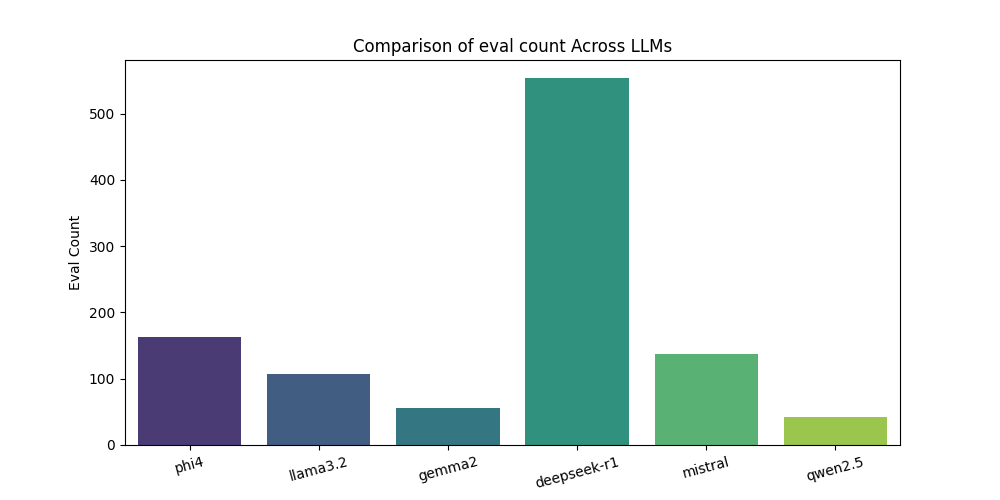 Comparison of eval count Across LLMs
Eval Count
500
400
300
200
100
0
phi4
llama3.2
gemma2
deepseek-r1
mistral
qwen2.5